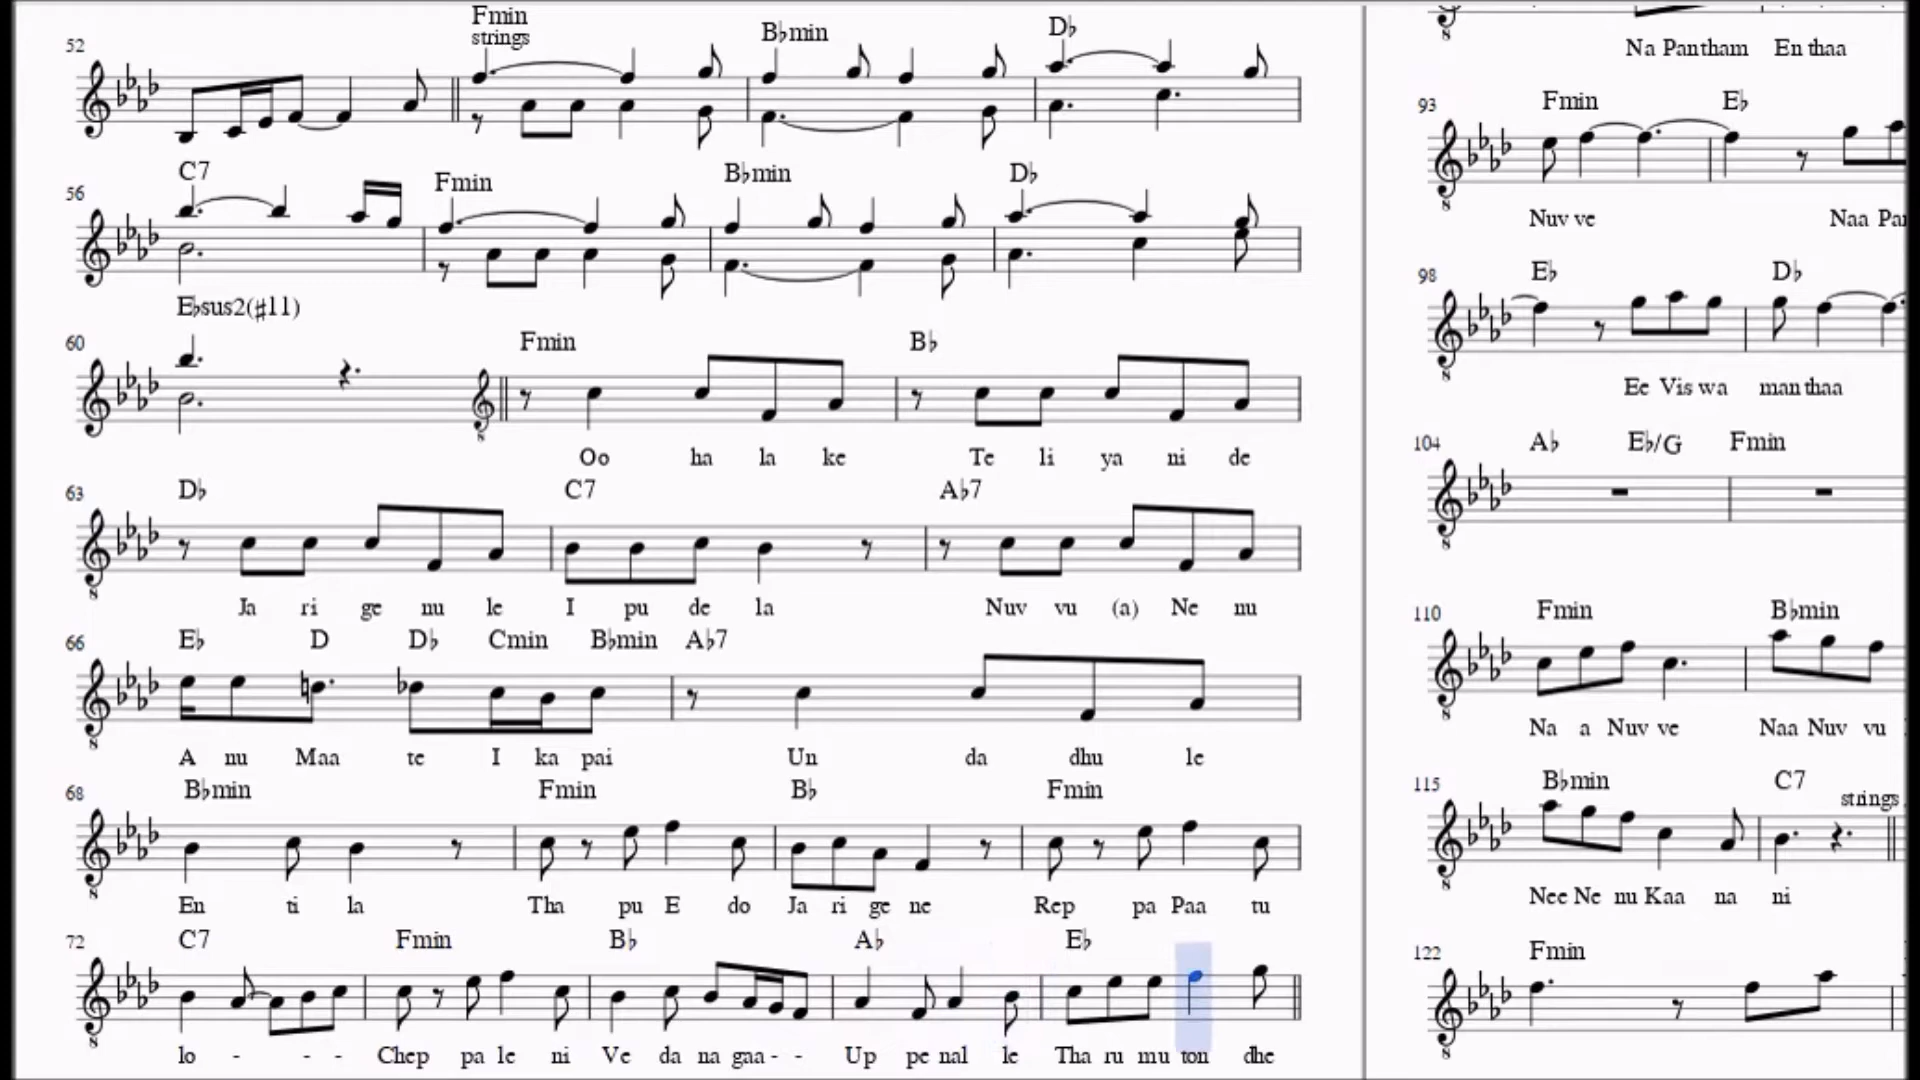 52
Fmin B♭min D♭
strings
56
C7 Fmin B♭min D♭
E♭sus2(♯11)
60
Fmin B♭
Oo ha la ke Te li ya ni de
63
D♭ C7 A♭7
Ja ri ge nu le I pu de la Nuv vu (a) Ne nu
66
E♭ D D♭ Cmin B♭min A♭7
A nu Maa te I ka pai Un da dhu le
68
B♭min Fmin B♭ Fmin
En ti la Tha pu E do Ja ri ge ne Rep pa Paa tu
72
C7 Fmin B♭ A♭ E♭
lo - - - Chep pa le ni Ve da na gaa - - Up pe nal le Tha ru mu ton dhe
Na Pantham En thaa
93
Fmin E♭
Nuv ve Naa
98
E♭ D♭
Ee Vis wa man thaa
104
A♭ E♭/G Fmin
110
Fmin B♭min
Na a Nuv ve Naa Nuv vu
115
B♭min C7
strings
Nee Ne nu Kaa na ni
122
Fmin